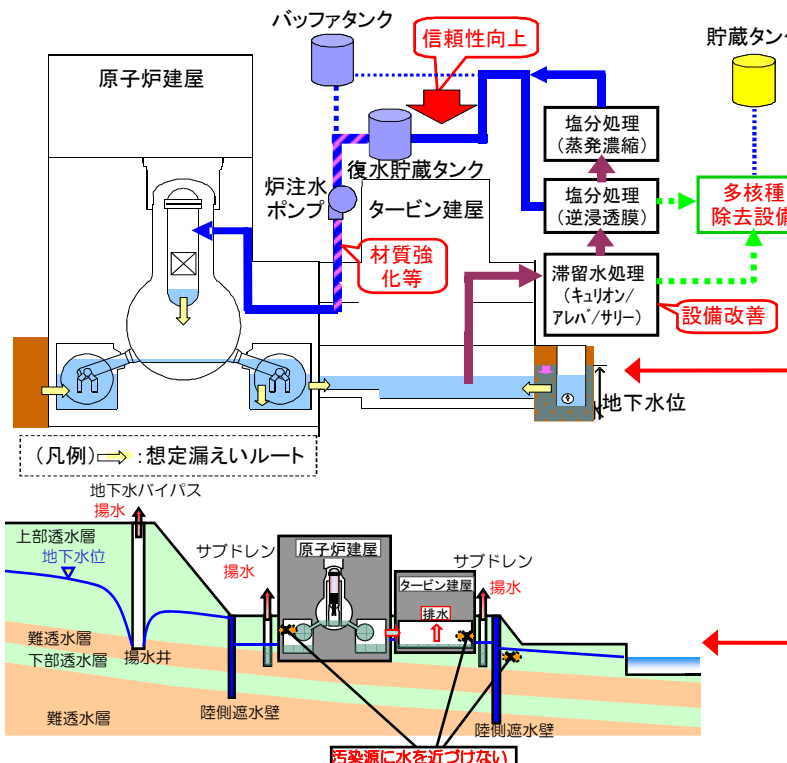 バッファタンク
信頼性向上
貯蔵タンク
原子炉建屋
塩分処理
(蒸発濃縮)
復水貯蔵タンク
炉注水
ポンプ
タービン建屋
塩分処理
(逆浸透膜)
多核種
除去設備
材質強
化等
滞留水処理
(キュリオン/
アレバ/サリー)
設備改善
地下水位
(凡例) :想定漏えいルート
地下水バイパス
揚水
上部透水層
地下水位
サブドレン
揚水
原子炉建屋
サブドレン
揚水
タービン建屋
排水
難透水層
下部透水層
揚水井
難透水層
陸側遮水壁
陸側遮水壁
汚染源に水を近づけない